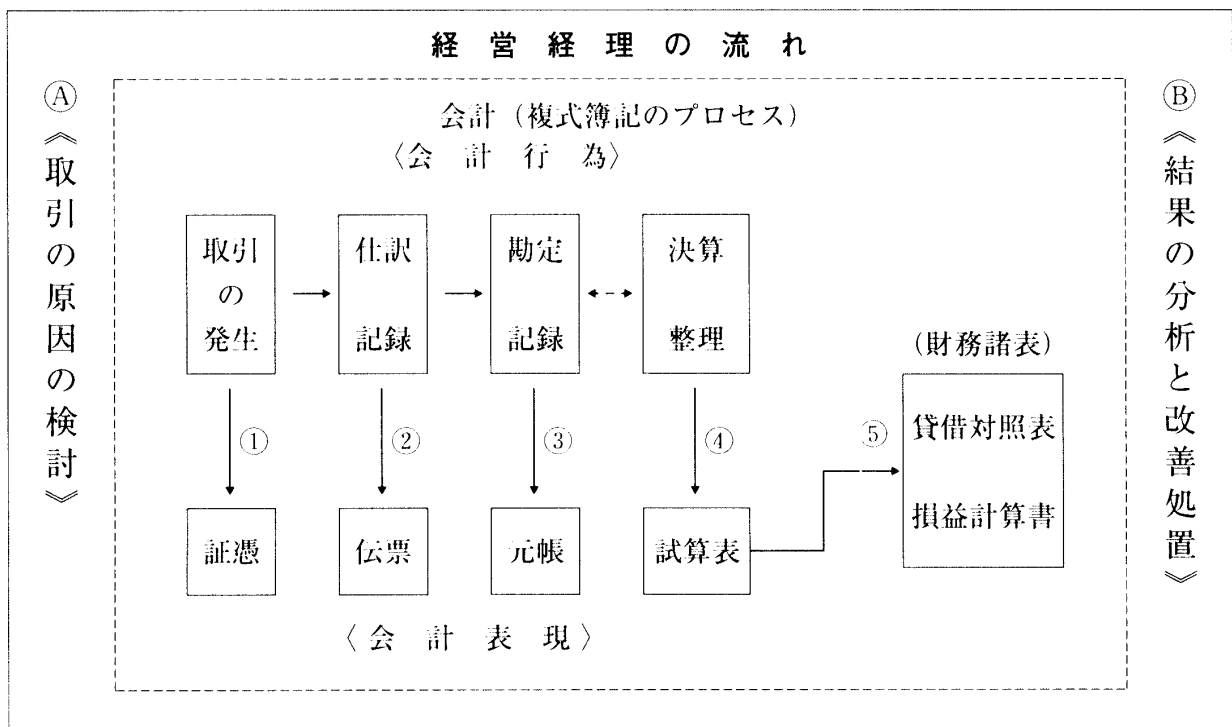 経営経理の流れ
Ⓐ《取引の原因の検討》
会計（複式簿記のプロセス）
〈会計行為〉
取引の発生
仕訳記録
勘定記録
決算整理
①
②
③
④
証憑
伝票
元帳
試算表
⑤
（財務諸表）
貸借対照表
損益計算書
〈会計表現〉
Ⓑ《結果の分析と改善処置》